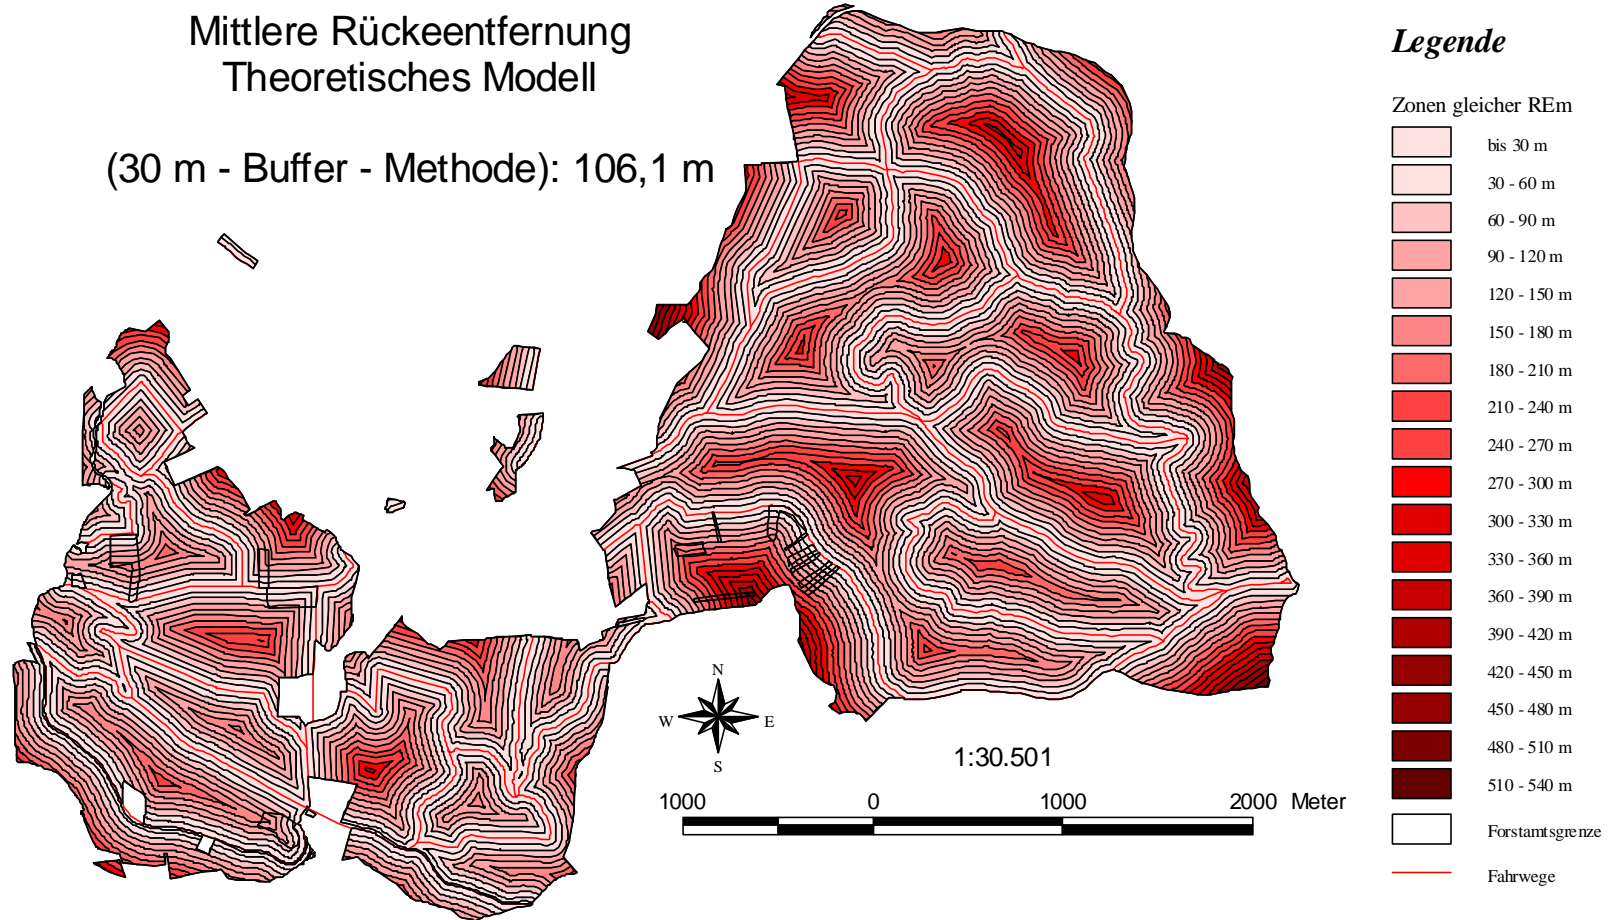 Mittlere Rückeentfernung
Theoretisches Modell
(30 m - Buffer - Methode): 106,1 m
Legende
Zonen gleicher REm
bis 30 m
30 - 60 m
60 - 90 m
90 - 120 m
120 - 150 m
150 - 180 m
180 - 210 m
210 - 240 m
240 - 270 m
270 - 300 m
300 - 330 m
330 - 360 m
360 - 390 m
390 - 420 m
420 - 450 m
450 - 480 m
480 - 510 m
510 - 540 m
Forstamtsgrenze
Fahrwege
N
W E
S
1:30.501
1000 0 1000 2000 Meter